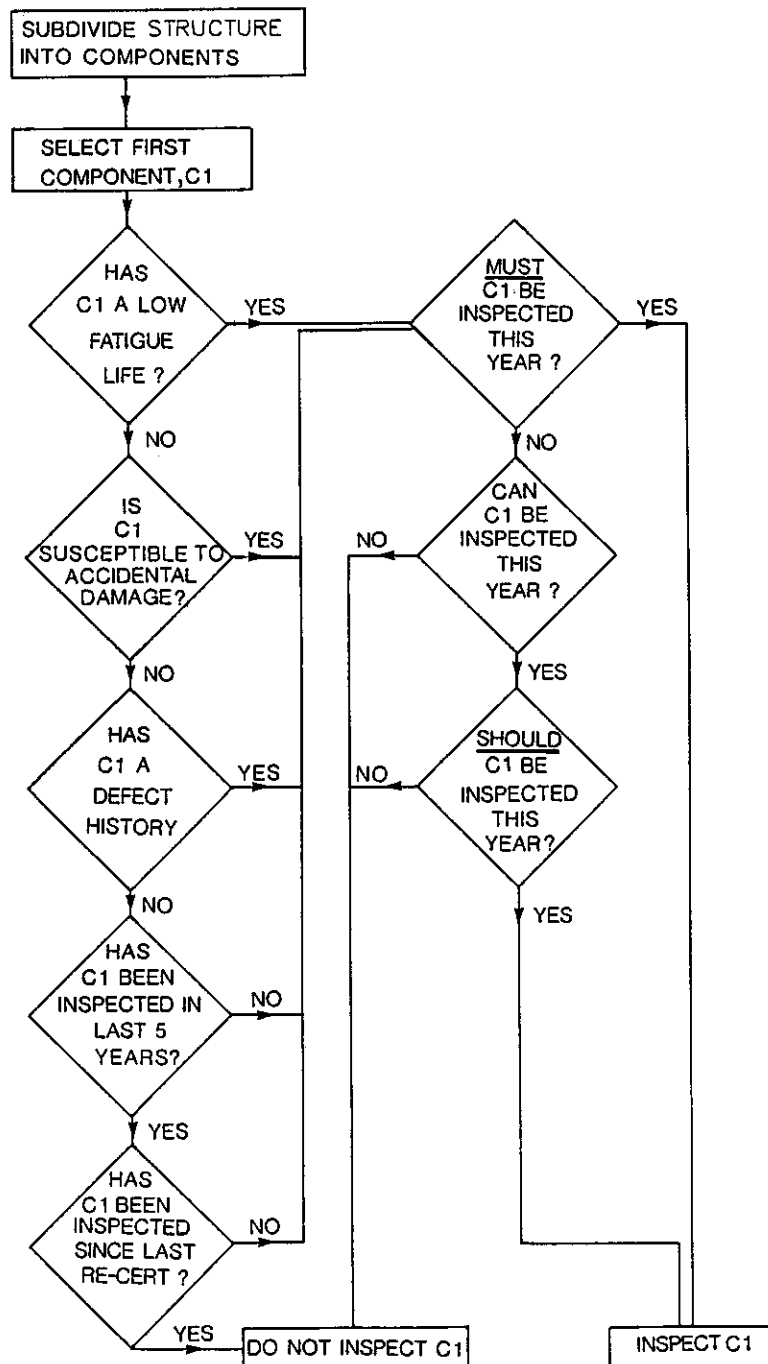 SUBDIVIDE STRUCTURE
INTO COMPONENTS
SELECT FIRST
COMPONENT,C1
HAS
C1 A LOW
FATIGUE
LIFE ?
YES
NO
IS
C1
SUSCEPTIBLE TO
ACCIDENTAL
DAMAGE?
YES
NO
HAS
C1 A
DEFECT
HISTORY
YES
NO
HAS
C1 BEEN
INSPECTED IN
LAST 5
YEARS?
NO
YES
HAS
C1 BEEN
INSPECTED
SINCE LAST
RE-CERT ?
NO
YES
MUST
C1 BE
INSPECTED
THIS
YEAR ?
YES
NO
CAN
C1 BE
INSPECTED
THIS
YEAR ?
NO
YES
SHOULD
C1 BE
INSPECTED
THIS
YEAR?
NO
YES
DO NOT INSPECT C1
INSPECT C1